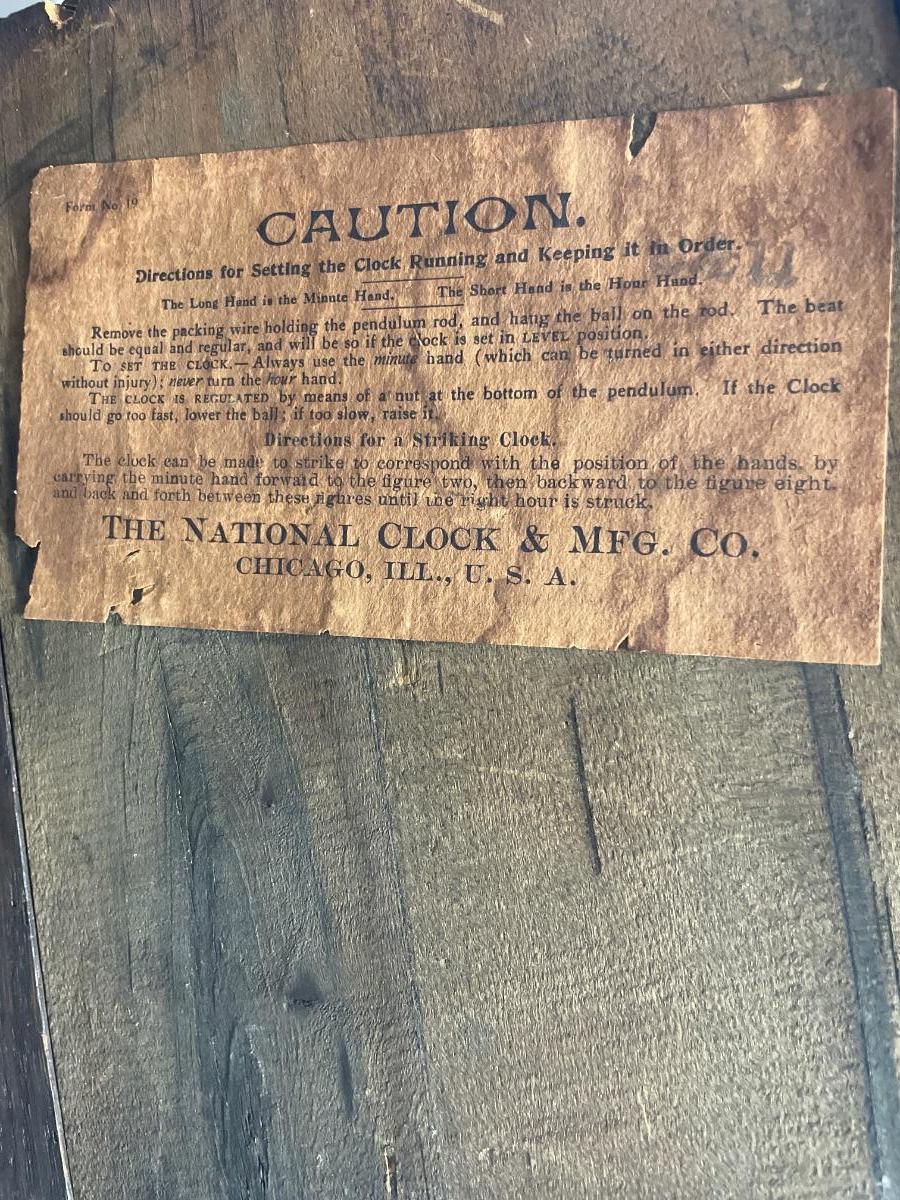 Form No. 19
CAUTION.
Directions for Setting the Clock Running and Keeping it in Order.
The Long Hand is the Minute Hand. The Short Hand is the Hour Hand.
Remove the packing wire holding the pendulum rod, and hang the ball on the rod. The beat
should be equal and regular, and will be so if the clock is set in LEVEL position.
TO SET THE CLOCK.—Always use the minute hand (which can be turned in either direction
without injury); never turn the hour hand.
THE CLOCK IS REGULATED by means of a nut at the bottom of the pendulum. If the Clock
should go too fast, lower the ball; if too slow, raise it.
Directions for a Striking Clock.
The clock can be made to strike to correspond with the position of the hands. by
carrying the minute hand forward to the figure two, then backward to the figure eight.
and back and forth between these figures until the right hour is struck.
THE NATIONAL CLOCK & MFG. CO.
CHICAGO, ILL., U. S. A.